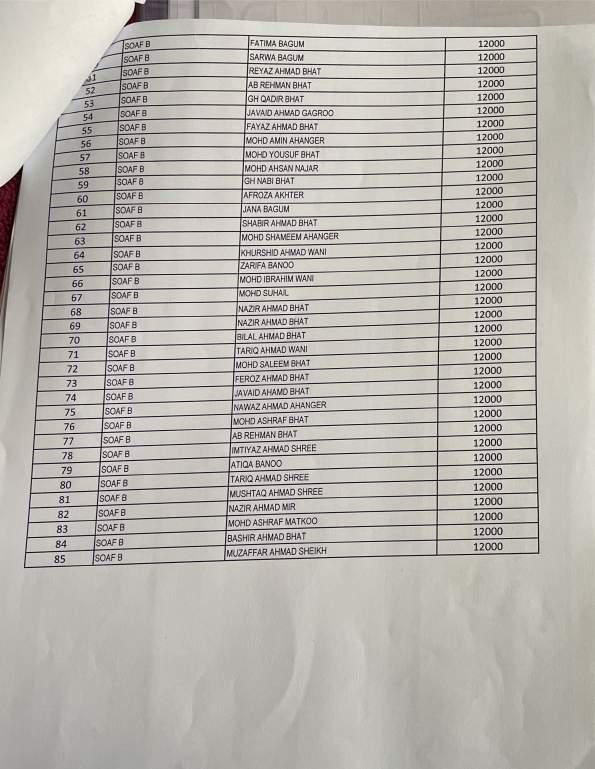 SOAF B FATIMA BAGUM 12000
SOAF B SARWA BAGUM 12000
51 SOAF B REYAZ AHMAD BHAT 12000
52 SOAF B AB REHMAN BHAT 12000
53 SOAF B GH QADIR BHAT 12000
54 SOAF B JAVAID AHMAD GAGROO 12000
55 SOAF B FAYAZ AHMAD BHAT 12000
56 SOAF B MOHD AMIN AHANGER 12000
57 SOAF B MOHD YOUSUF BHAT 12000
58 SOAF B MOHD AHSAN NAJAR 12000
59 SOAF B GH NABI BHAT 12000
60 SOAF B AFROZA AKHTER 12000
61 SOAF B JANA BAGUM 12000
62 SOAF B SHABIR AHMAD BHAT 12000
63 SOAF B MOHD SHAMEEM AHANGER 12000
64 SOAF B KHURSHID AHMAD WANI 12000
65 SOAF B ZARIFA BANOO 12000
66 SOAF B MOHD IBRAHIM WANI 12000
67 SOAF B MOHD SUHAIL 12000
68 SOAF B NAZIR AHMAD BHAT 12000
69 SOAF B NAZIR AHMAD BHAT 12000
70 SOAF B BILAL AHMAD BHAT 12000
71 SOAF B TARIQ AHMAD WANI 12000
72 SOAF B MOHD SALEEM BHAT 12000
73 SOAF B FEROZ AHMAD BHAT 12000
74 SOAF B JAVAID AHAMD BHAT 12000
75 SOAF B NAWAZ AHMAD AHANGER 12000
76 SOAF B MOHD ASHRAF BHAT 12000
77 SOAF B AB REHMAN BHAT 12000
78 SOAF B IMTIYAZ AHMAD SHREE 12000
79 SOAF B ATIQA BANOO 12000
80 SOAF B TARIQ AHMAD SHREE 12000
81 SOAF B MUSHTAQ AHMAD SHREE 12000
82 SOAF B NAZIR AHMAD MIR 12000
83 SOAF B MOHD ASHRAF MATKOO 12000
84 SOAF B BASHIR AHMAD BHAT 12000
85 SOAF B MUZAFFAR AHMAD SHEIKH 12000